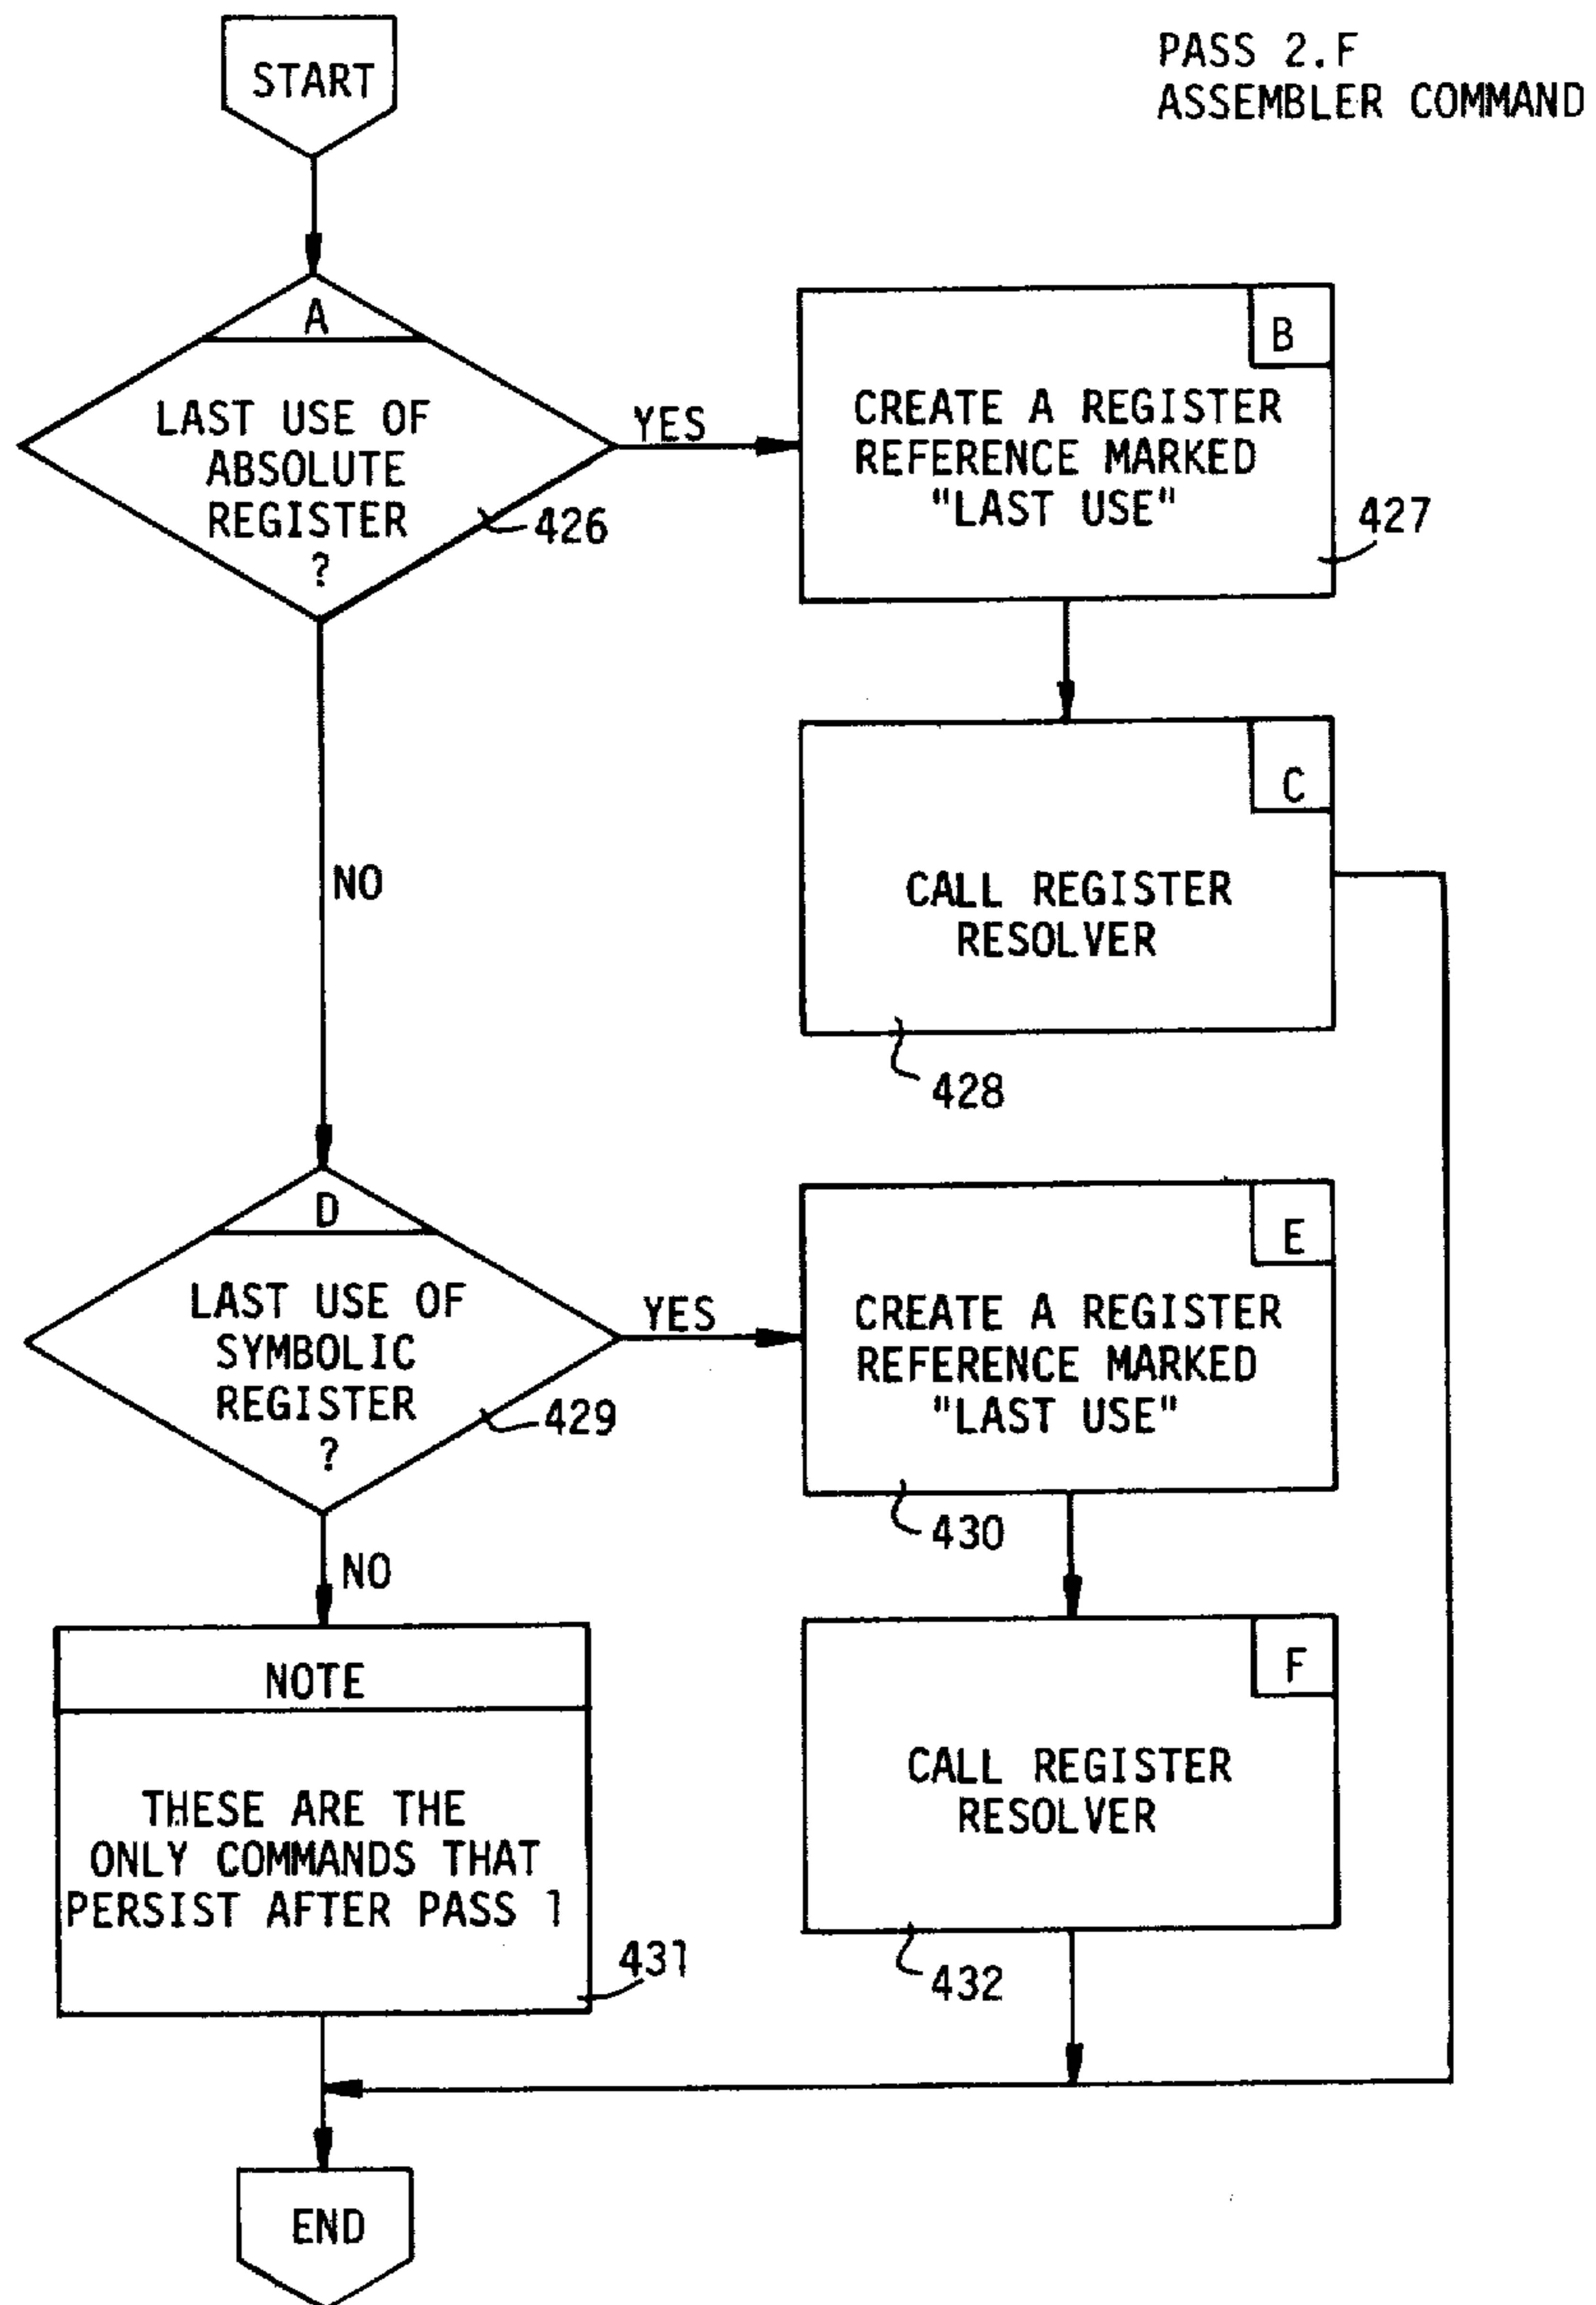 PASS 2.F
ASSEMBLER COMMAND
START
A
LAST USE OF
ABSOLUTE
REGISTER
?
426
YES
NO
B
CREATE A REGISTER
REFERENCE MARKED
"LAST USE"
427
C
CALL REGISTER
RESOLVER
428
D
LAST USE OF
SYMBOLIC
REGISTER
?
429
YES
NO
E
CREATE A REGISTER
REFERENCE MARKED
"LAST USE"
430
F
CALL REGISTER
RESOLVER
432
NOTE
THESE ARE THE
ONLY COMMANDS THAT
PERSIST AFTER PASS 1
431
END